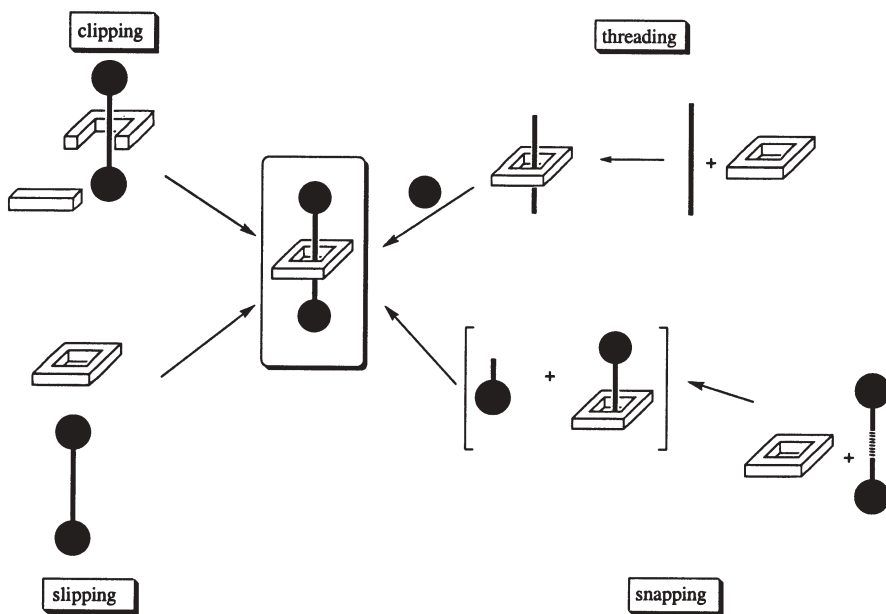 clipping
threading
+
+
+
slipping
snapping